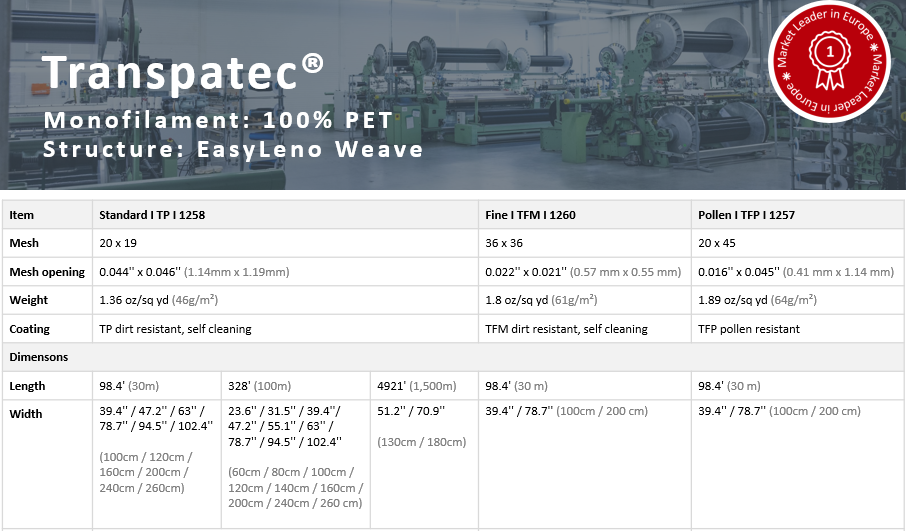 Transpatec®
Monofilament: 100% PET
Structure: EasyLeno Weave
Market Leader in Europe * Market Leader in Europe *
1
Item Standard I TP I 1258 Fine I TFM I 1260 Pollen I TFP I 1257
Mesh 20 x 19 36 x 36 20 x 45
Mesh opening 0.044'' x 0.046'' (1.14mm x 1.19mm) 0.022'' x 0.021'' (0.57 mm x 0.55 mm) 0.016'' x 0.045'' (0.41 mm x 1.14 mm)
Weight 1.36 oz/sq yd (46g/m²) 1.8 oz/sq yd (61g/m²) 1.89 oz/sq yd (64g/m²)
Coating TP dirt resistant, self cleaning TFM dirt resistant, self cleaning TFP pollen resistant
Dimensons
Length 98.4' (30m) 328' (100m) 4921' (1,500m) 98.4' (30 m) 98.4' (30 m)
Width
39.4'' / 47.2'' / 63'' /
78.7'' / 94.5'' / 102.4''
(100cm / 120cm /
160cm / 200cm /
240cm / 260cm)
23.6'' / 31.5'' / 39.4''/
47.2'' / 55.1'' / 63'' /
78.7'' / 94.5'' / 102.4''
(60cm / 80cm / 100cm /
120cm / 140cm / 160cm /
200cm / 240cm / 260 cm)
51.2'' / 70.9''
(130cm / 180cm)
39.4'' / 78.7'' (100cm / 200 cm)
39.4'' / 78.7'' (100cm / 200 cm)